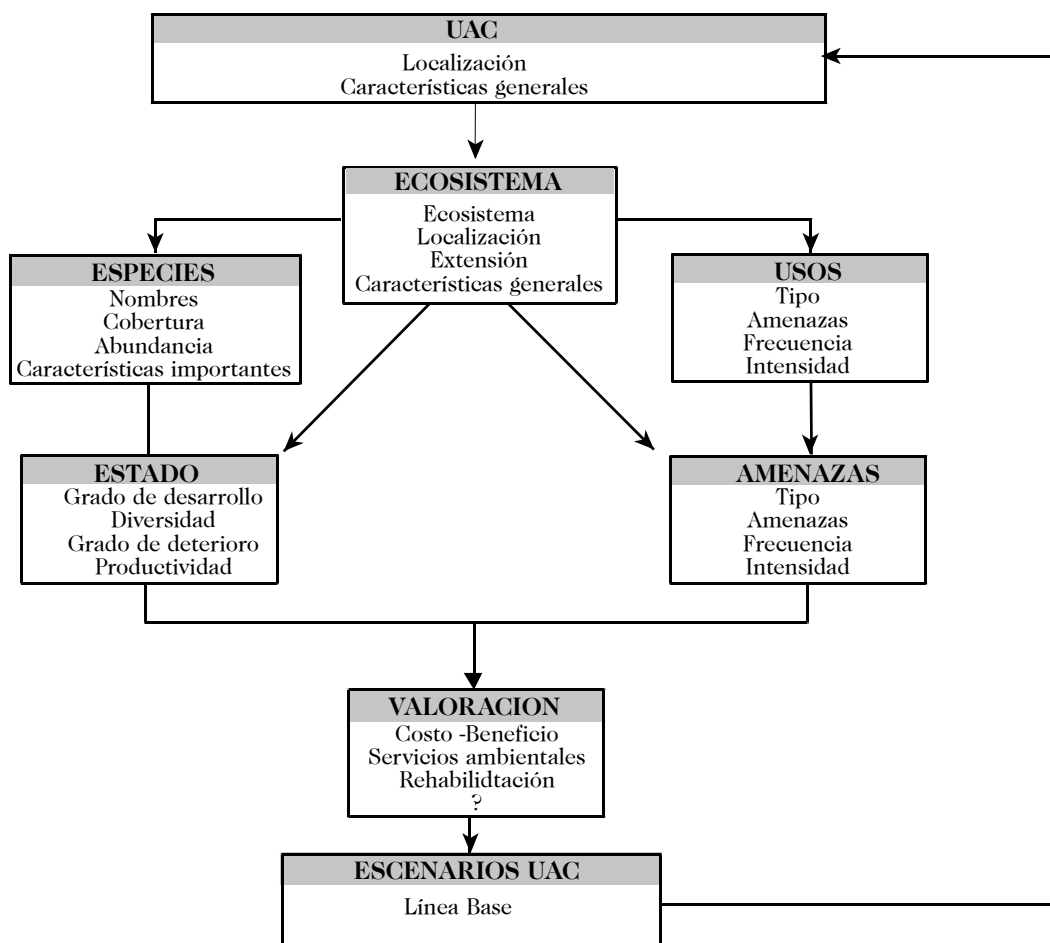 UAC
Localización
Características generales
ECOSISTEMA
Ecosistema
Localización
Extensión
Características generales
ESPECIES
Nombres
Cobertura
Abundancia
Características importantes
USOS
Tipo
Amenazas
Frecuencia
Intensidad
ESTADO
Grado de desarrollo
Diversidad
Grado de deterioro
Productividad
AMENAZAS
Tipo
Amenazas
Frecuencia
Intensidad
VALORACION
Costo -Beneficio
Servicios ambientales
Rehabilidtación
?
ESCENARIOS UAC
Línea Base